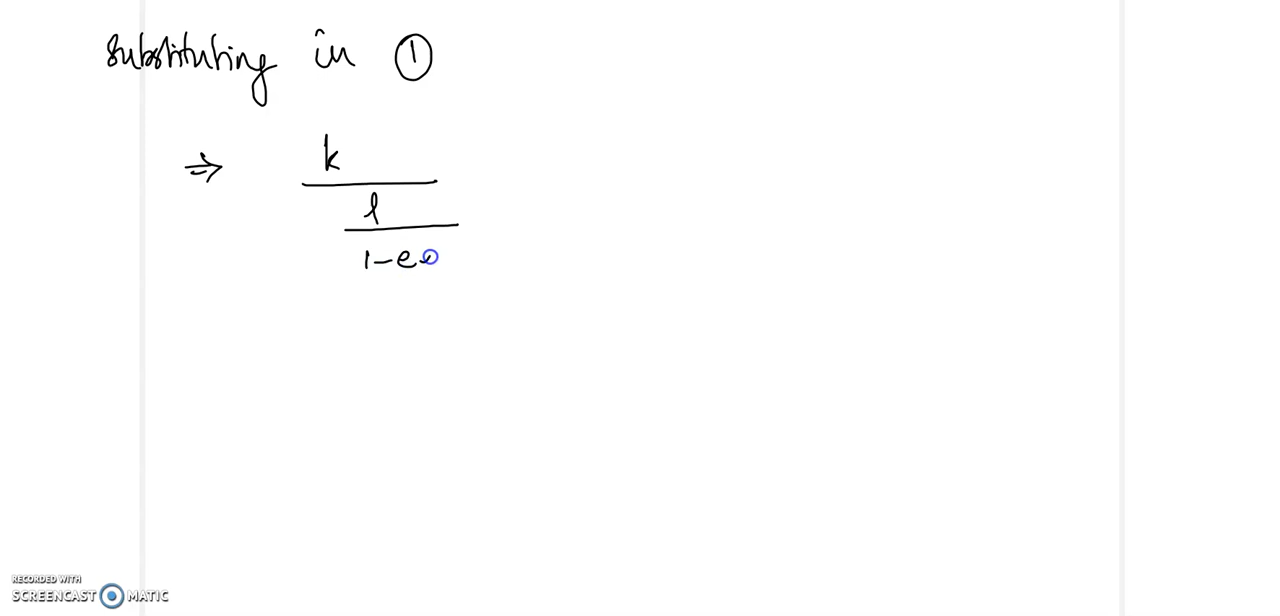 substituting in ①
⇒ k
l
1-e
RECORDED WITH
SCREENCAST MATIC